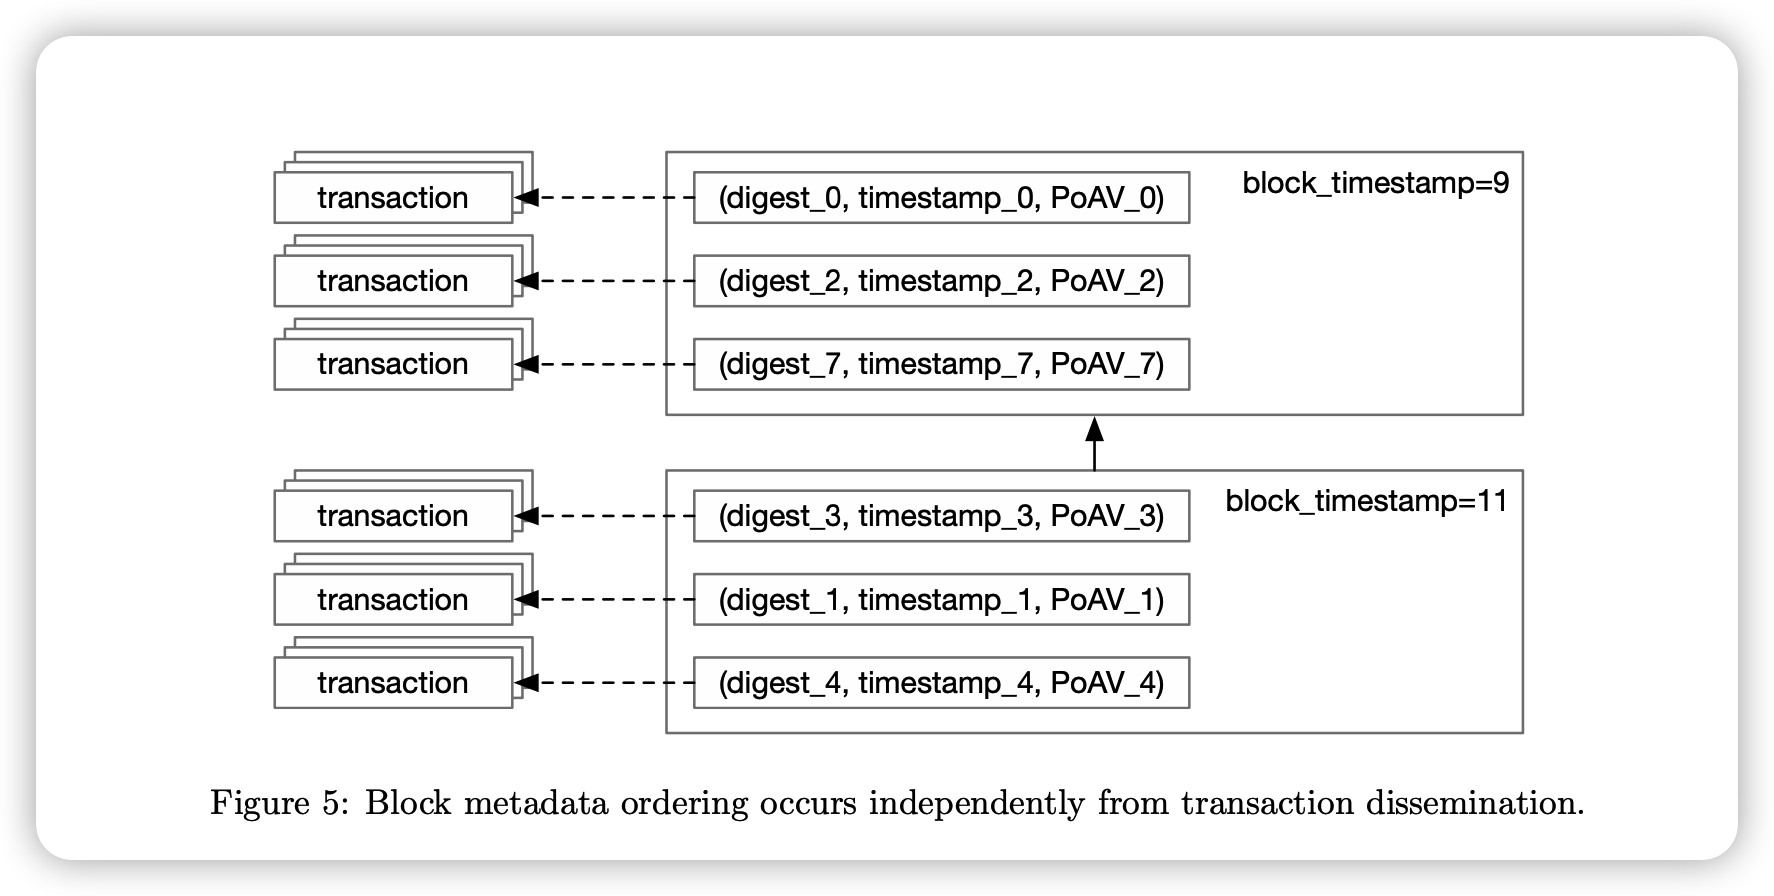 transaction (digest_0, timestamp_0, PoAV_0) block_timestamp=9
transaction (digest_2, timestamp_2, PoAV_2)
transaction (digest_7, timestamp_7, PoAV_7)
transaction (digest_3, timestamp_3, PoAV_3) block_timestamp=11
transaction (digest_1, timestamp_1, PoAV_1)
transaction (digest_4, timestamp_4, PoAV_4)
Figure 5: Block metadata ordering occurs independently from transaction dissemination.